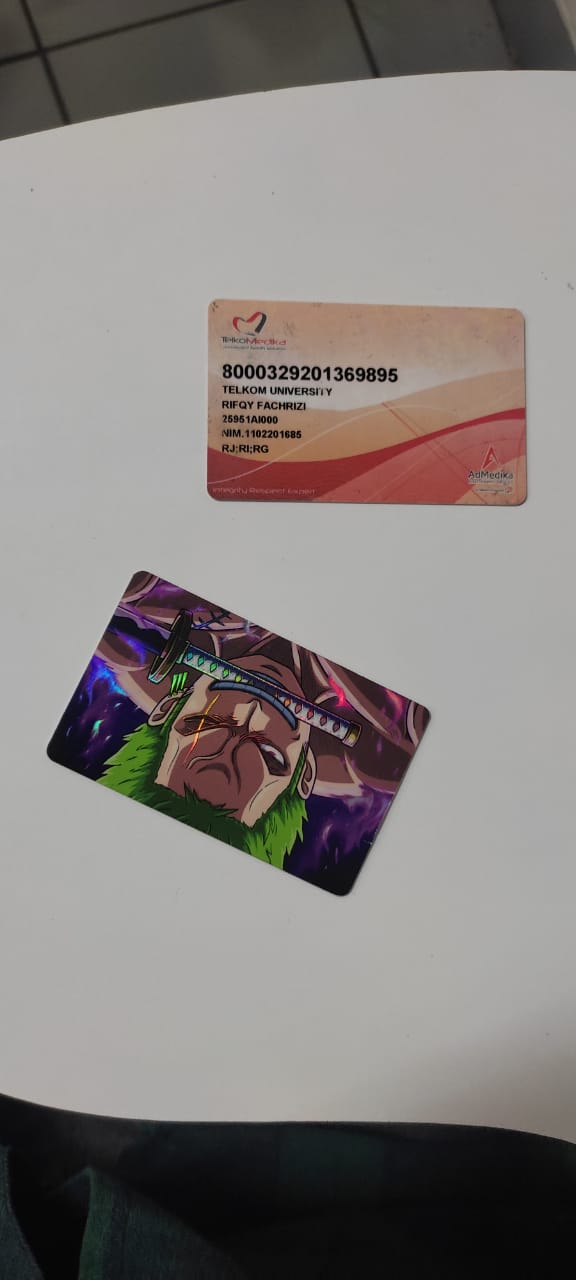 TelkoMedika
8000329201369895
TELKOM UNIVERSITY
RIFQY FACHRIZI
25951AI000
NIM.1102201685
RJ;RI;RG
AdMedika
Integrity Respect Expert